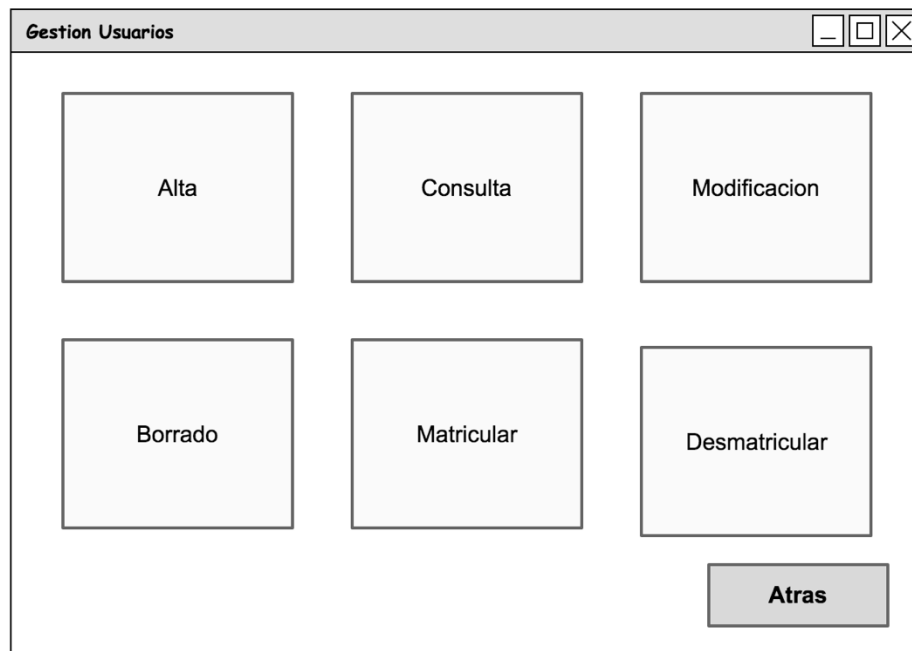 Gestion Usuarios
Alta
Consulta
Modificacion
Borrado
Matricular
Desmatricular
Atras